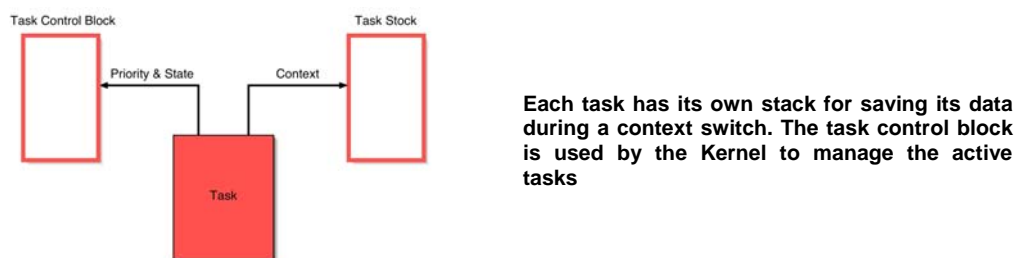 Task Control Block
Task Stock
Priority & State
Context
Task
Each task has its own stack for saving its data
during a context switch. The task control block
is used by the Kernel to manage the active
tasks